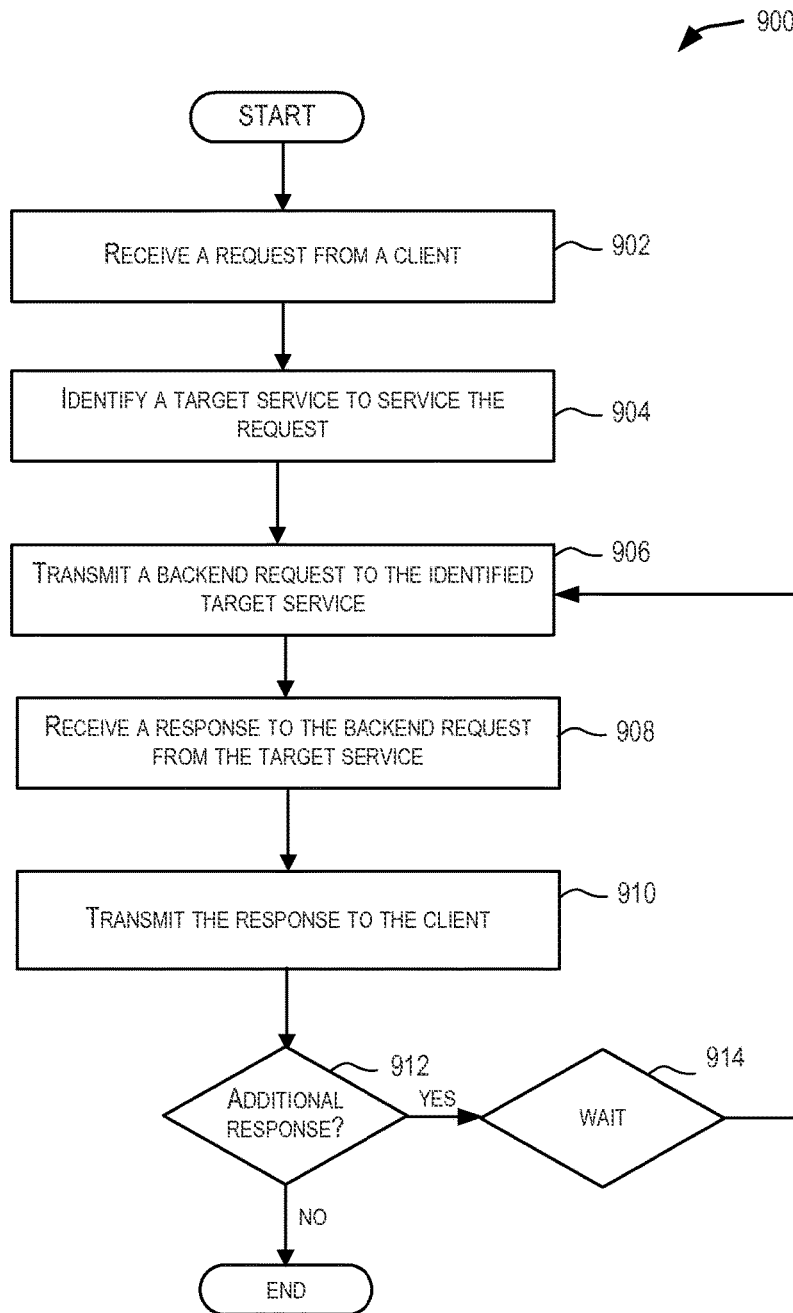 900
START
RECEIVE A REQUEST FROM A CLIENT
902
IDENTIFY A TARGET SERVICE TO SERVICE THE
REQUEST
904
906
TRANSMIT A BACKEND REQUEST TO THE IDENTIFIED
TARGET SERVICE
RECEIVE A RESPONSE TO THE BACKEND REQUEST
FROM THE TARGET SERVICE
908
TRANSMIT THE RESPONSE TO THE CLIENT
910
912
914
ADDITIONAL
RESPONSE?
YES
WAIT
NO
END